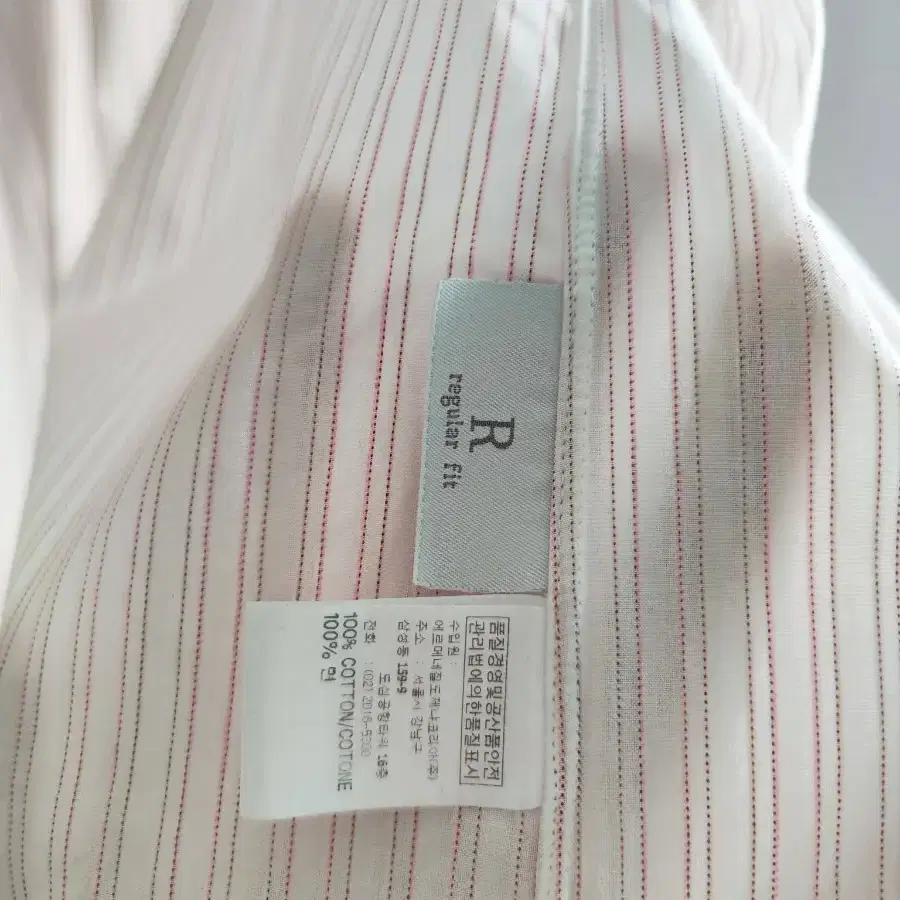 R
regular fit
품질경영및공산품안전
관리법에의한품질표시
수입원 :
에르메네질도제냐코리아(주)
주소 : 서울시 강남구
삼성동 159-9
도심공항타워 16층
전화 : (02) 2016-5300
100% COTTON/COTONE
100% 면